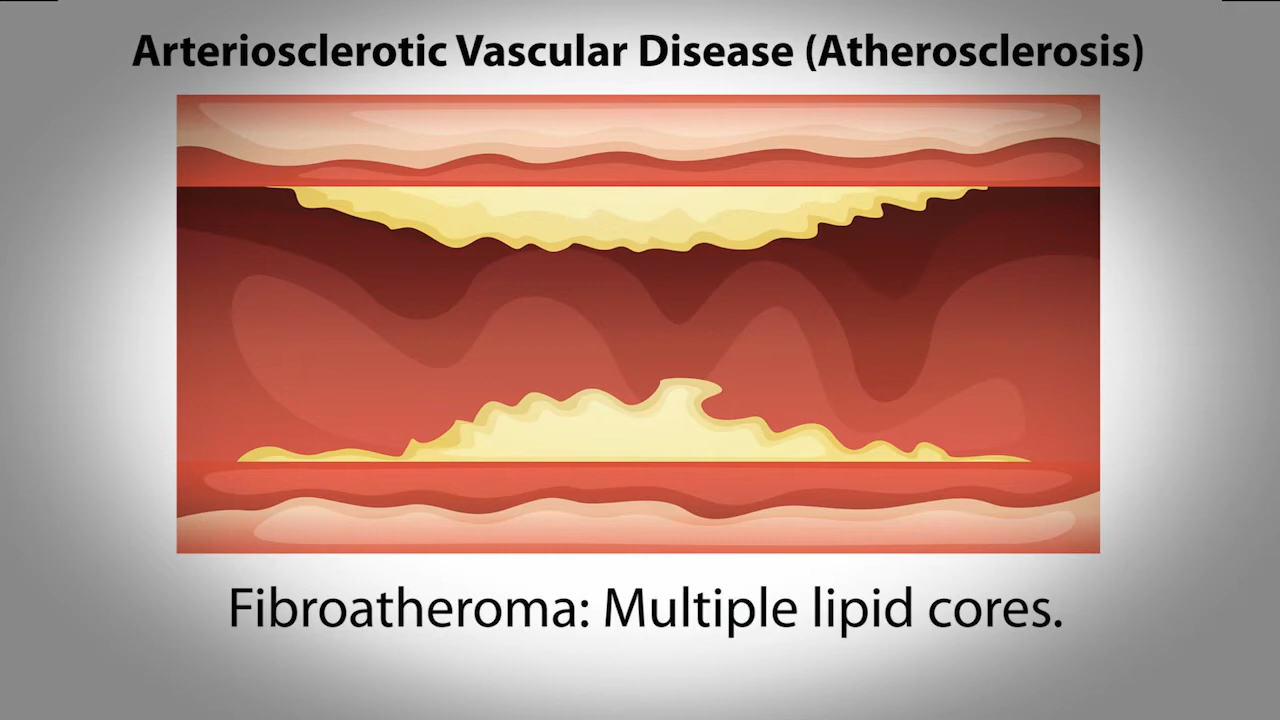 Arteriosclerotic Vascular Disease (Atherosclerosis)
Fibroatheroma: Multiple lipid cores.